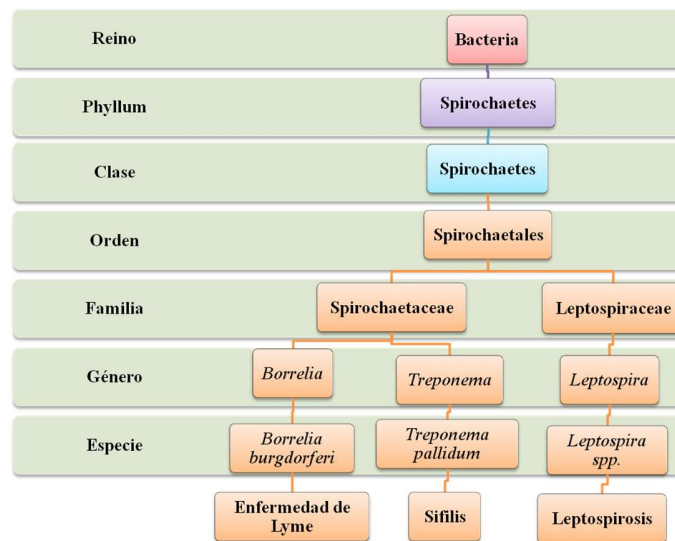 Reino
Bacteria
Phyllum
Spirochaetes
Clase
Spirochaetes
Orden
Spirochaetales
Familia
Spirochaetaceae
Leptospiraceae
Género
Borrelia
Treponema
Leptospira
Especie
Borrelia
burgdorferi
Treponema
pallidum
Leptospira
spp.
Enfermedad de
Lyme
Sifilis
Leptospirosis